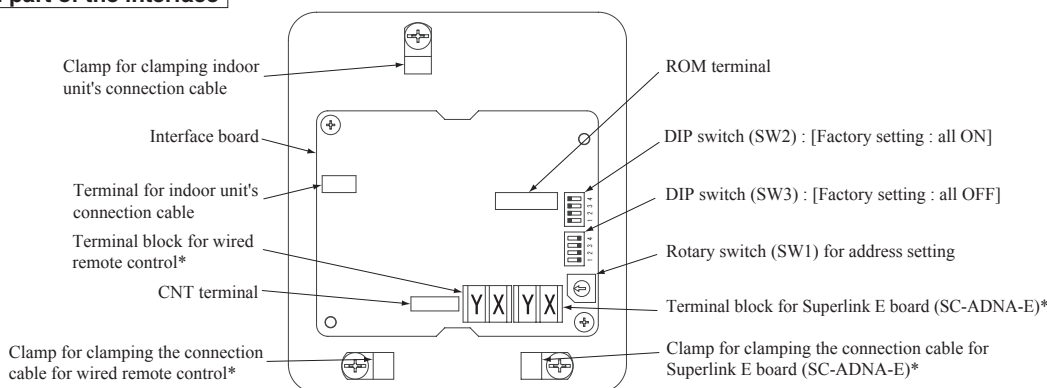 part of the interface
Clamp for clamping indoor
unit's connection cable
Interface board
Terminal for indoor unit's
connection cable
Terminal block for wired
remote control*
CNT terminal
Clamp for clamping the connection
cable for wired remote control*
Y X Y X
1 2 3 4
1 2 3 4
ROM terminal
DIP switch (SW2) : [Factory setting : all ON]
DIP switch (SW3) : [Factory setting : all OFF]
Rotary switch (SW1) for address setting
Terminal block for Superlink E board (SC-ADNA-E)*
Clamp for clamping the connection cable for
Superlink E board (SC-ADNA-E)*